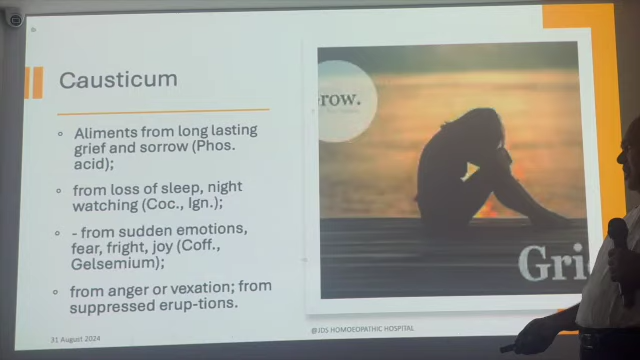 Causticum
Aliments from long lasting
grief and sorrow (Phos.
acid);
from loss of sleep, night
watching (Coc., Ign.);
- from sudden emotions,
fear, fright, joy (Coff.,
Gelsemium);
from anger or vexation; from
suppressed erup-tions.
row.
Gri
31 August 2024
@JDS HOMOEOPATHIC HOSPITAL